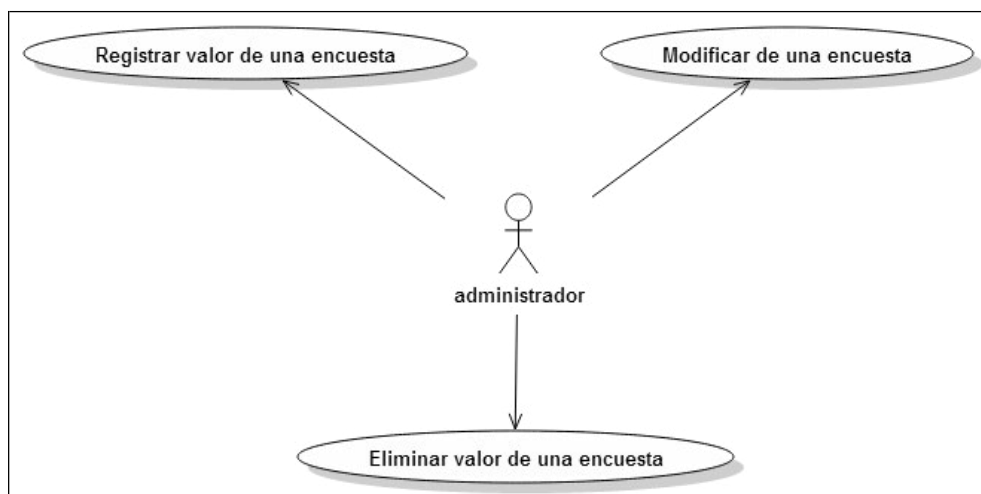 Registrar valor de una encuesta
Modificar de una encuesta
administrador
Eliminar valor de una encuesta